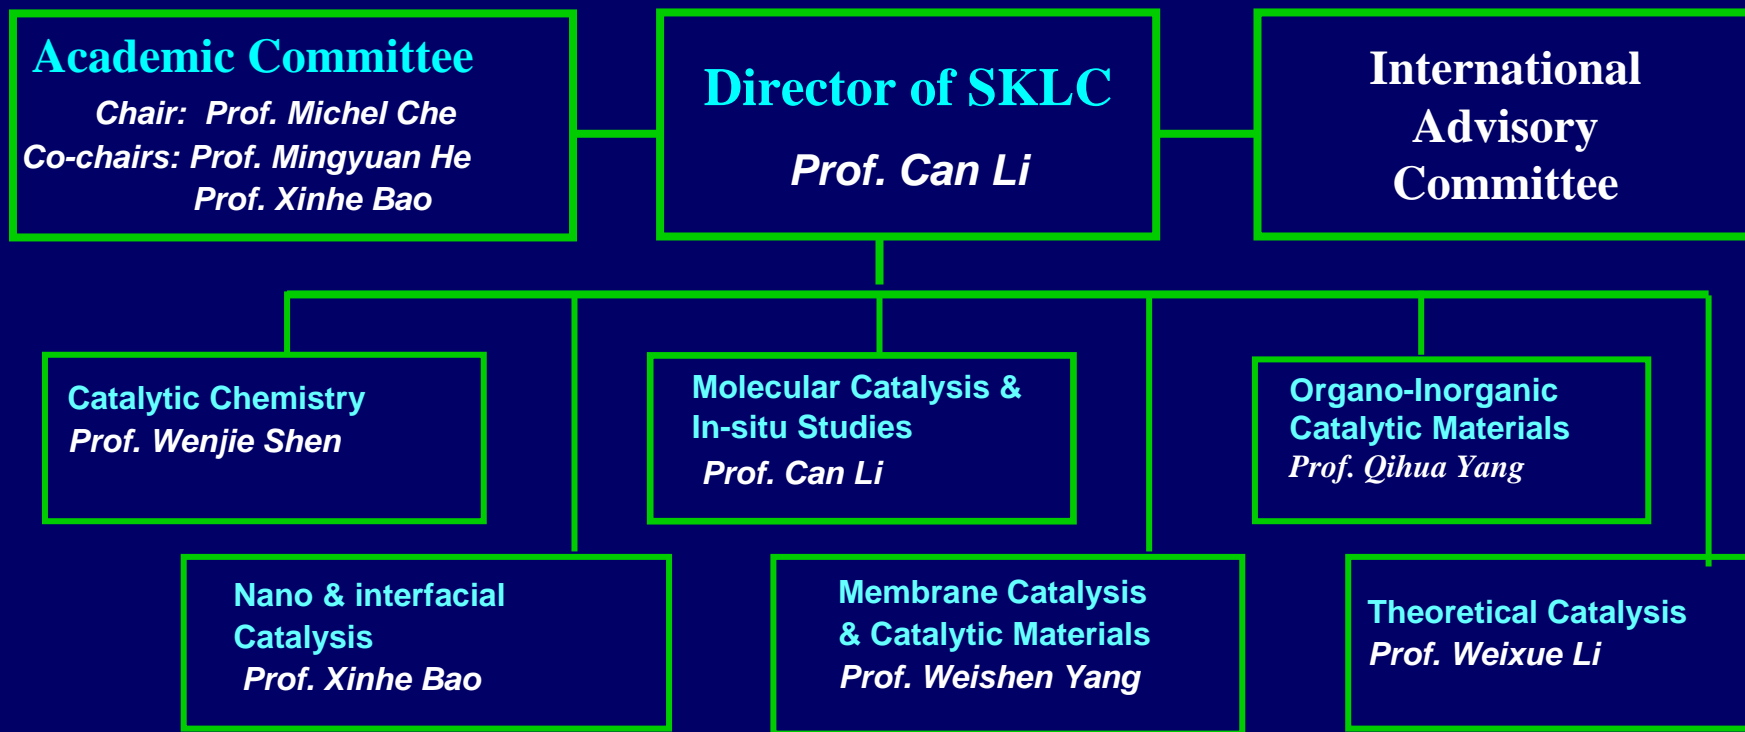 Academic Committee
Chair: Prof. Michel Che
Co-chairs: Prof. Mingyuan He
Prof. Xinhe Bao
Director of SKLC
Prof. Can Li
International
Advisory
Committee
Catalytic Chemistry
Prof. Wenjie Shen
Molecular Catalysis &
In-situ Studies
Prof. Can Li
Organo-Inorganic
Catalytic Materials
Prof. Qihua Yang
Nano & interfacial
Catalysis
Prof. Xinhe Bao
Membrane Catalysis
& Catalytic Materials
Prof. Weishen Yang
Theoretical Catalysis
Prof. Weixue Li